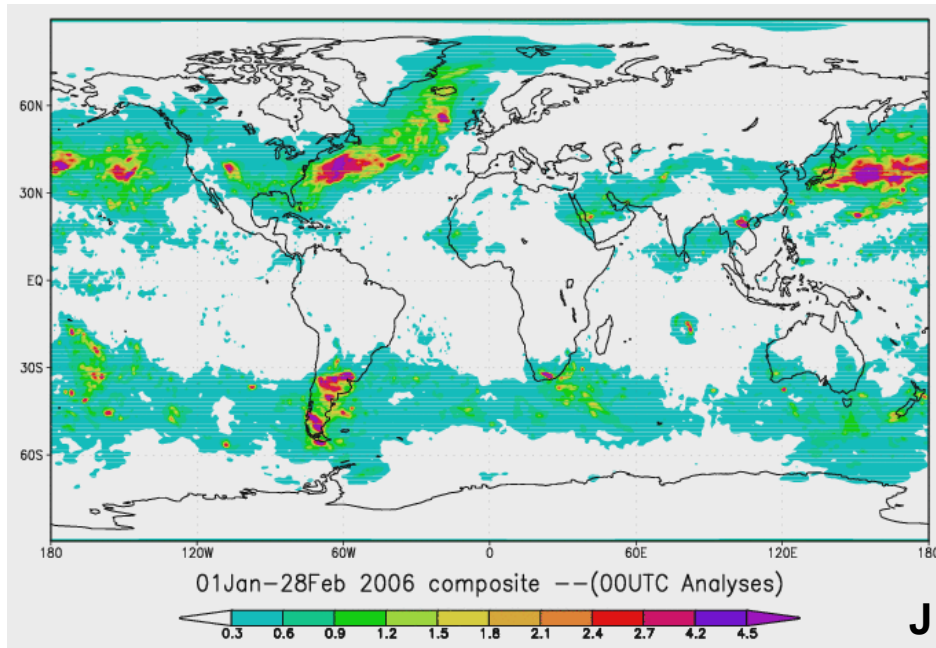 60N
30N
EQ
30S
60S
180 120W 60W 0 60E 120E 180
01Jan-28Feb 2006 composite --(00UTC Analyses)
0.3 0.6 0.9 1.2 1.5 1.8 2.1 2.4 2.7 4.2 4.5
J